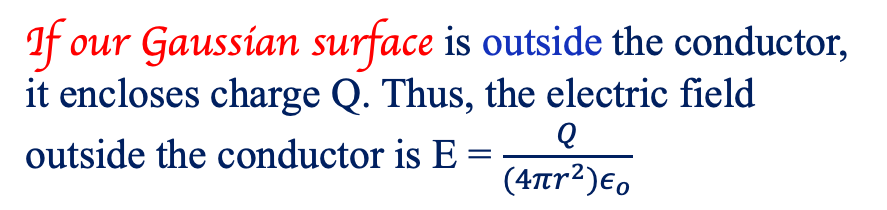 If our Gaussian surface is outside the conductor,
it encloses charge Q. Thus, the electric field
outside the conductor is E = Q/(4πr²)ϵₒ